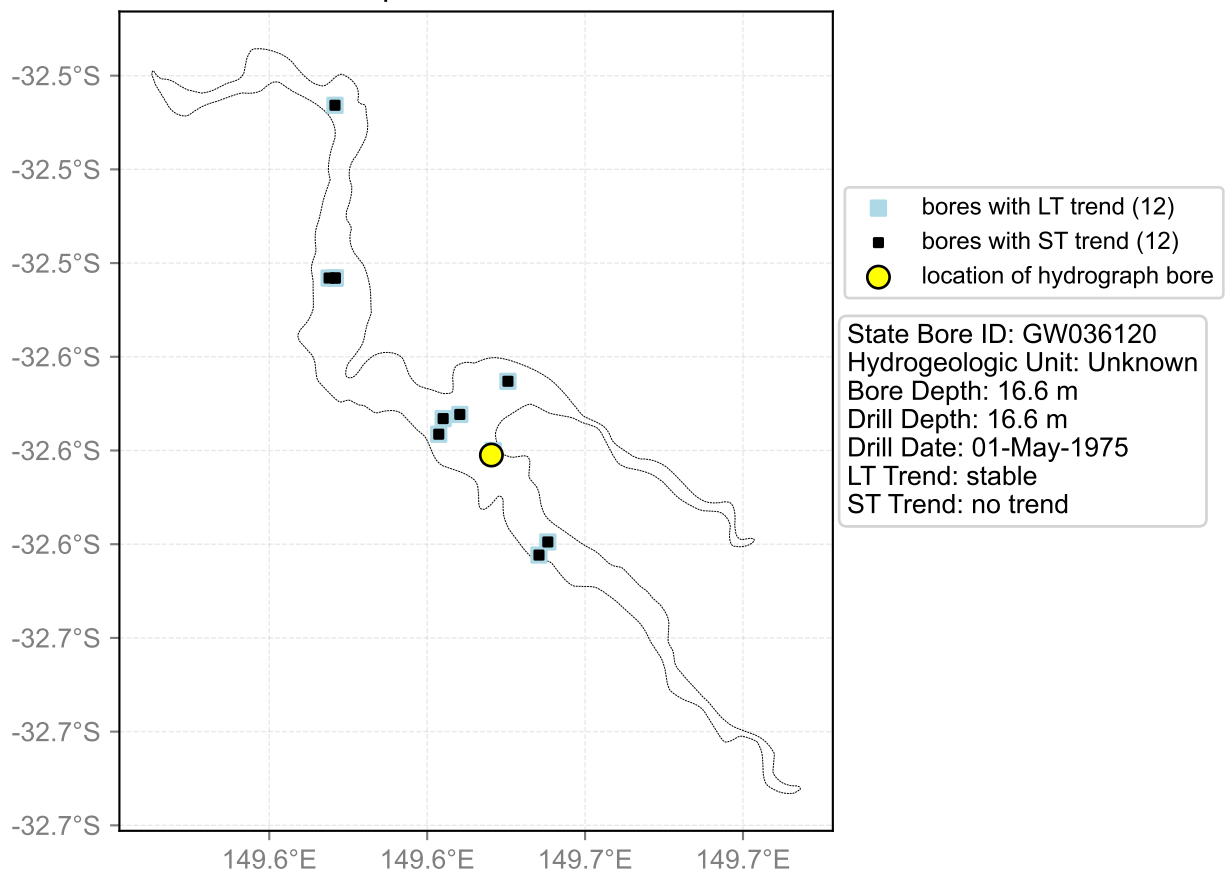 -32.5°S
-32.5°S
-32.5°S
-32.6°S
-32.6°S
-32.6°S
-32.7°S
-32.7°S
-32.7°S
149.6°E
149.6°E
149.7°E
149.7°E
bores with LT trend (12)
bores with ST trend (12)
location of hydrograph bore
State Bore ID: GW036120
Hydrogeologic Unit: Unknown
Bore Depth: 16.6 m
Drill Depth: 16.6 m
Drill Date: 01-May-1975
LT Trend: stable
ST Trend: no trend